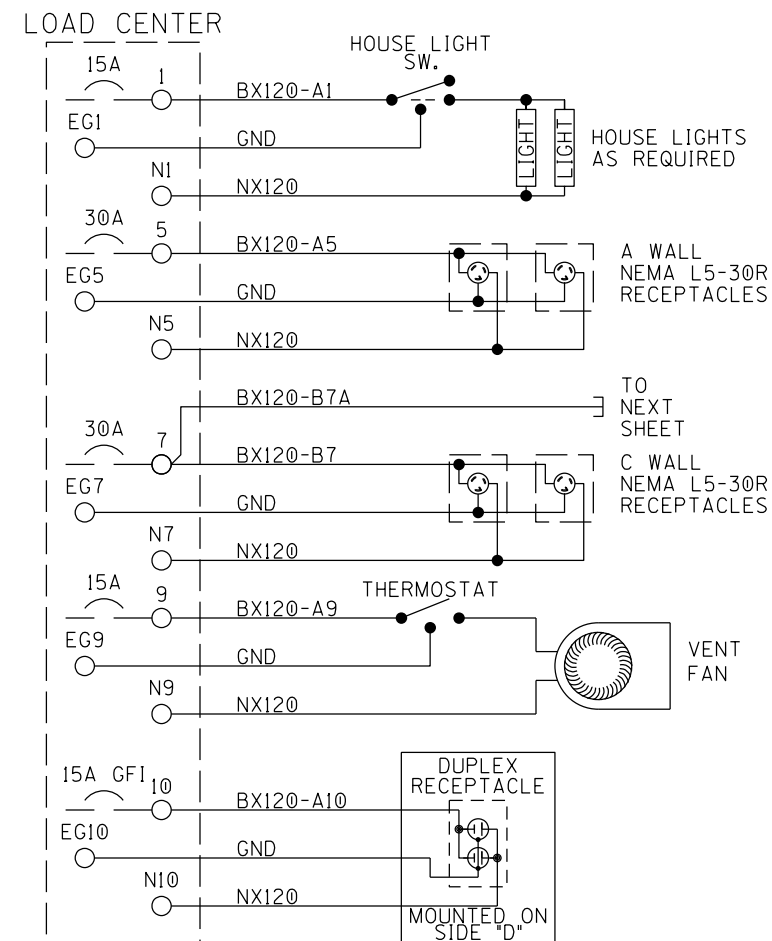 LOAD CENTER
HOUSE LIGHT
SW.
15A
1
BX120-A1
EG1
GND
LIGHT
LIGHT
HOUSE LIGHTS
AS REQUIRED
N1
NX120
30A
5
BX120-A5
A WALL
NEMA L5-30R
RECEPTACLES
EG5
GND
N5
NX120
BX120-B7A
TO
NEXT
SHEET
30A
7
BX120-B7
C WALL
NEMA L5-30R
RECEPTACLES
EG7
GND
N7
NX120
15A
9
THERMOSTAT
BX120-A9
EG9
GND
VENT
FAN
N9
NX120
15A GFI
10
DUPLEX
RECEPTACLE
BX120-A10
EG10
GND
N10
NX120
MOUNTED ON
SIDE "D"